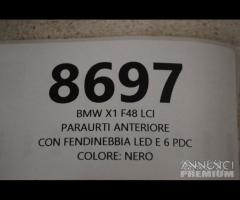 8697
BMW X1 F48 LCI
PARAURTI ANTERIORE
CON FENDINEBBIA LED E 6 PDC
COLORE: NERO
ANNUNCI
PREMIUM